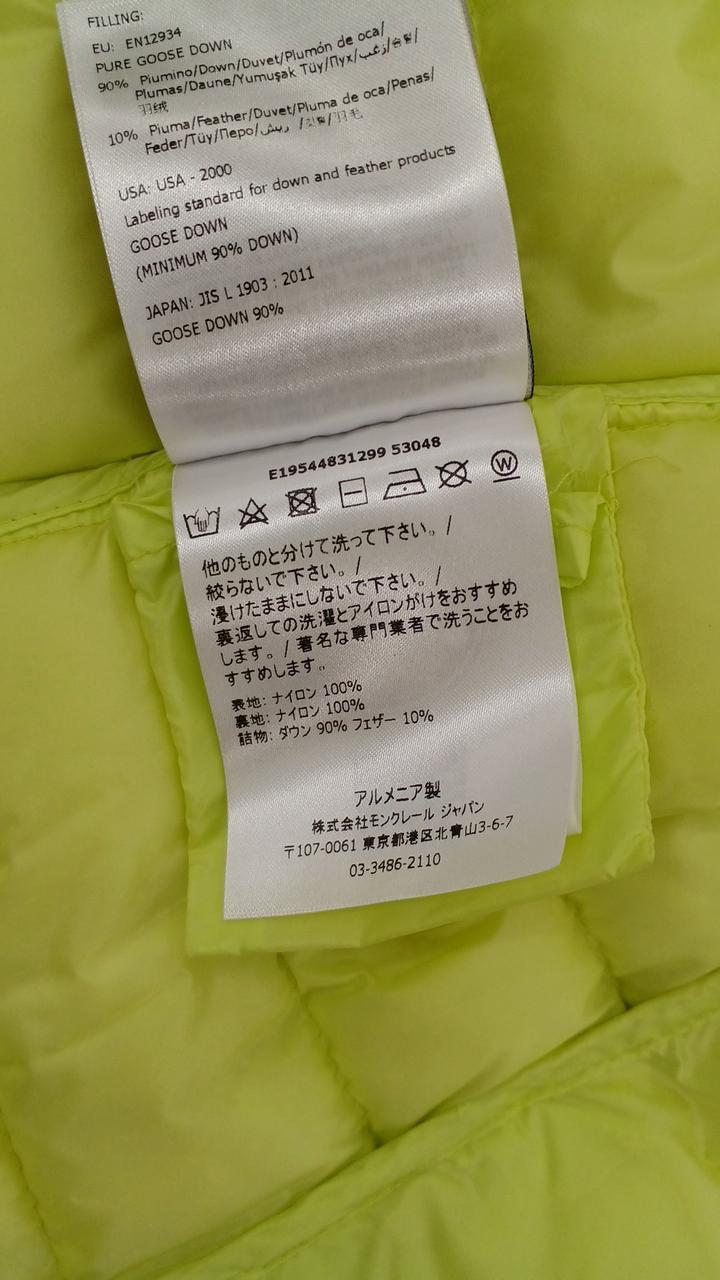 FILLING:
EU: EN12934
PURE GOOSE DOWN
90% Piumino/Down/Duvet/Plumón de oca/
Plumas/Daune/Yumuşak Tüy/Пух/زغب/솜털/
羽绒
10% Piuma/Feather/Duvet/Pluma de oca/Penas/
Feder/Tüy/Перо/ريش /깃털/羽毛
USA: USA - 2000
Labeling standard for down and feather products
GOOSE DOWN
(MINIMUM 90% DOWN)
JAPAN: JIS L 1903 : 2011
GOOSE DOWN 90%
E19544831299 53048
W
他のものと分けて洗って下さい。/
絞らないで下さい。/
浸けたままにしないで下さい。/
裏返しての洗濯とアイロンがけをおすすめ
します。/ 著名な専門業者で洗うことをお
すすめします。
表地: ナイロン 100%
裏地: ナイロン 100%
詰物: ダウン 90% フェザー 10%
アルメニア製
株式会社モンクレール ジャパン
〒107-0061 東京都港区北青山3-6-7
03-3486-2110